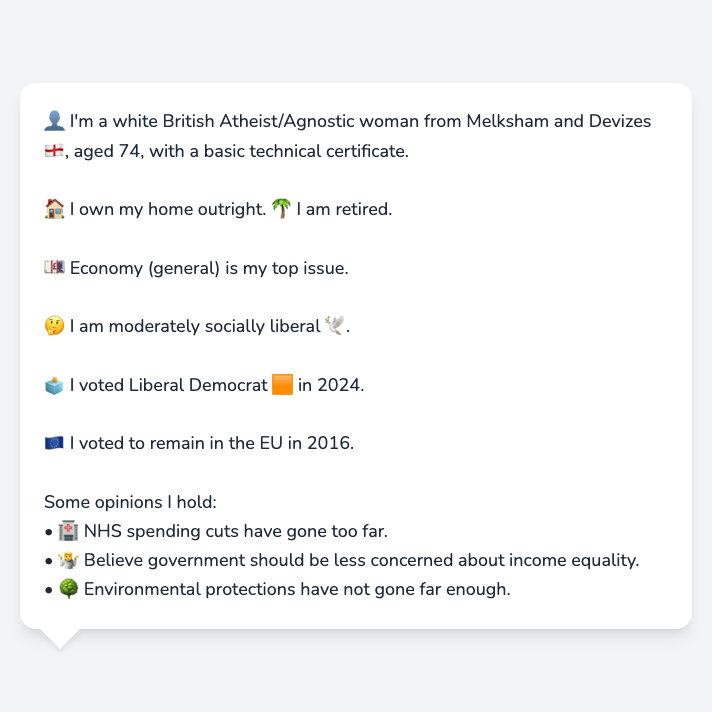 👤 I'm a white British Atheist/Agnostic woman from Melksham and Devizes
🏴󠁧󠁢󠁥󠁮󠁧󠁿, aged 74, with a basic technical certificate.
🏠 I own my home outright. 🌴 I am retired.
💷 Economy (general) is my top issue.
🤔 I am moderately socially liberal 🕊️.
🗳️ I voted Liberal Democrat 🟧 in 2024.
🇪🇺 I voted to remain in the EU in 2016.
Some opinions I hold:
• 🏥 NHS spending cuts have gone too far.
• 🤷 Believe government should be less concerned about income equality.
• 🌳 Environmental protections have not gone far enough.